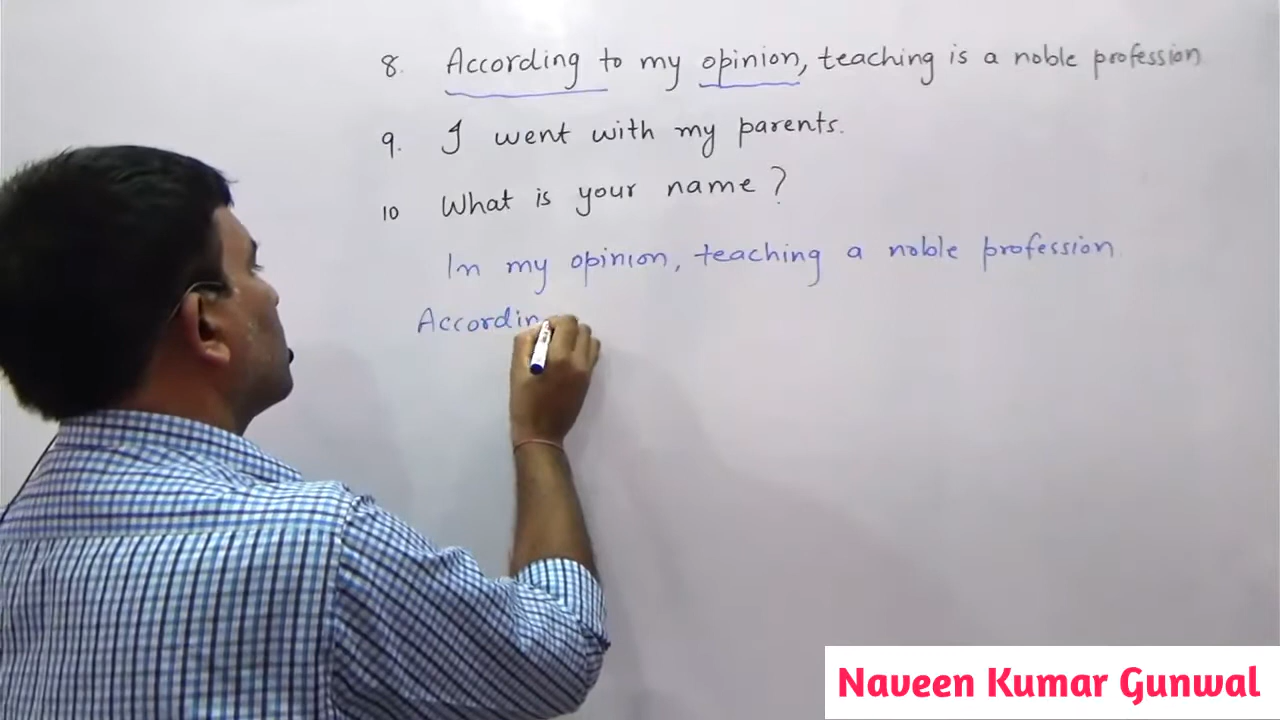 8. According to my opinion, teaching is a noble profession
9. I went with my parents.
10 What is your name?
In my opinion, teaching a noble profession.
Accordin
Naveen Kumar Gunwal